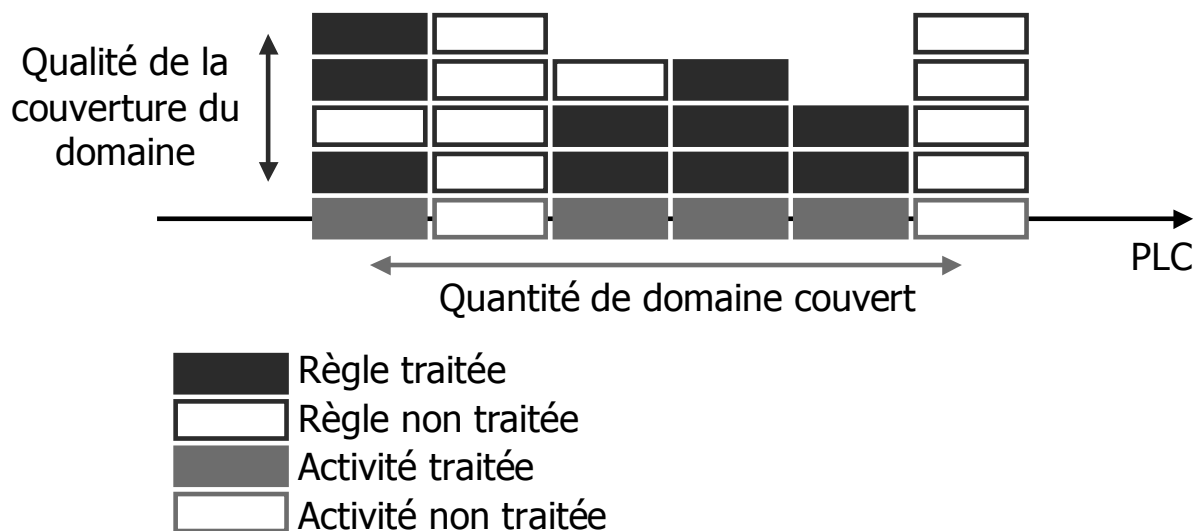 Qualité de la
couverture du
domaine
PLC
Quantité de domaine couvert
Règle traitée
Règle non traitée
Activité traitée
Activité non traitée